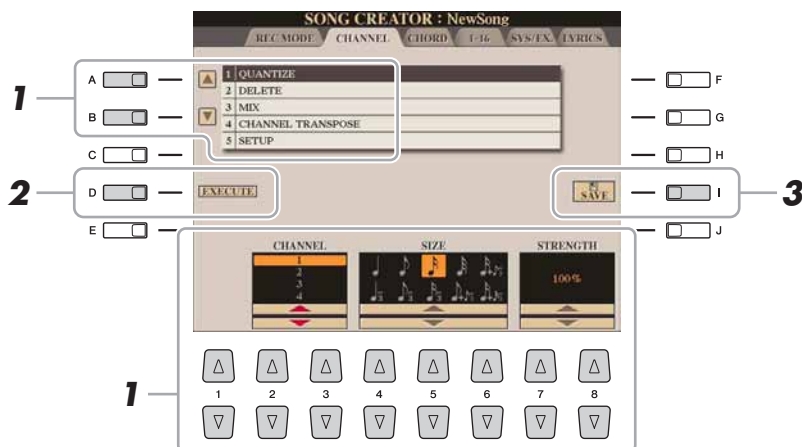 SONG CREATOR : NewSong
REC MODE CHANNEL CHORD 1-16 SYS/EX. LYRICS
1
A
B
C
2
D
E
1 QUANTIZE
2 DELETE
3 MIX
4 CHANNEL TRANSPOSE
5 SETUP
EXECUTE
SAVE
F
G
H
I
J
3
CHANNEL SIZE STRENGTH
1
2
3
4
100%
1
1 2 3 4 5 6 7 8